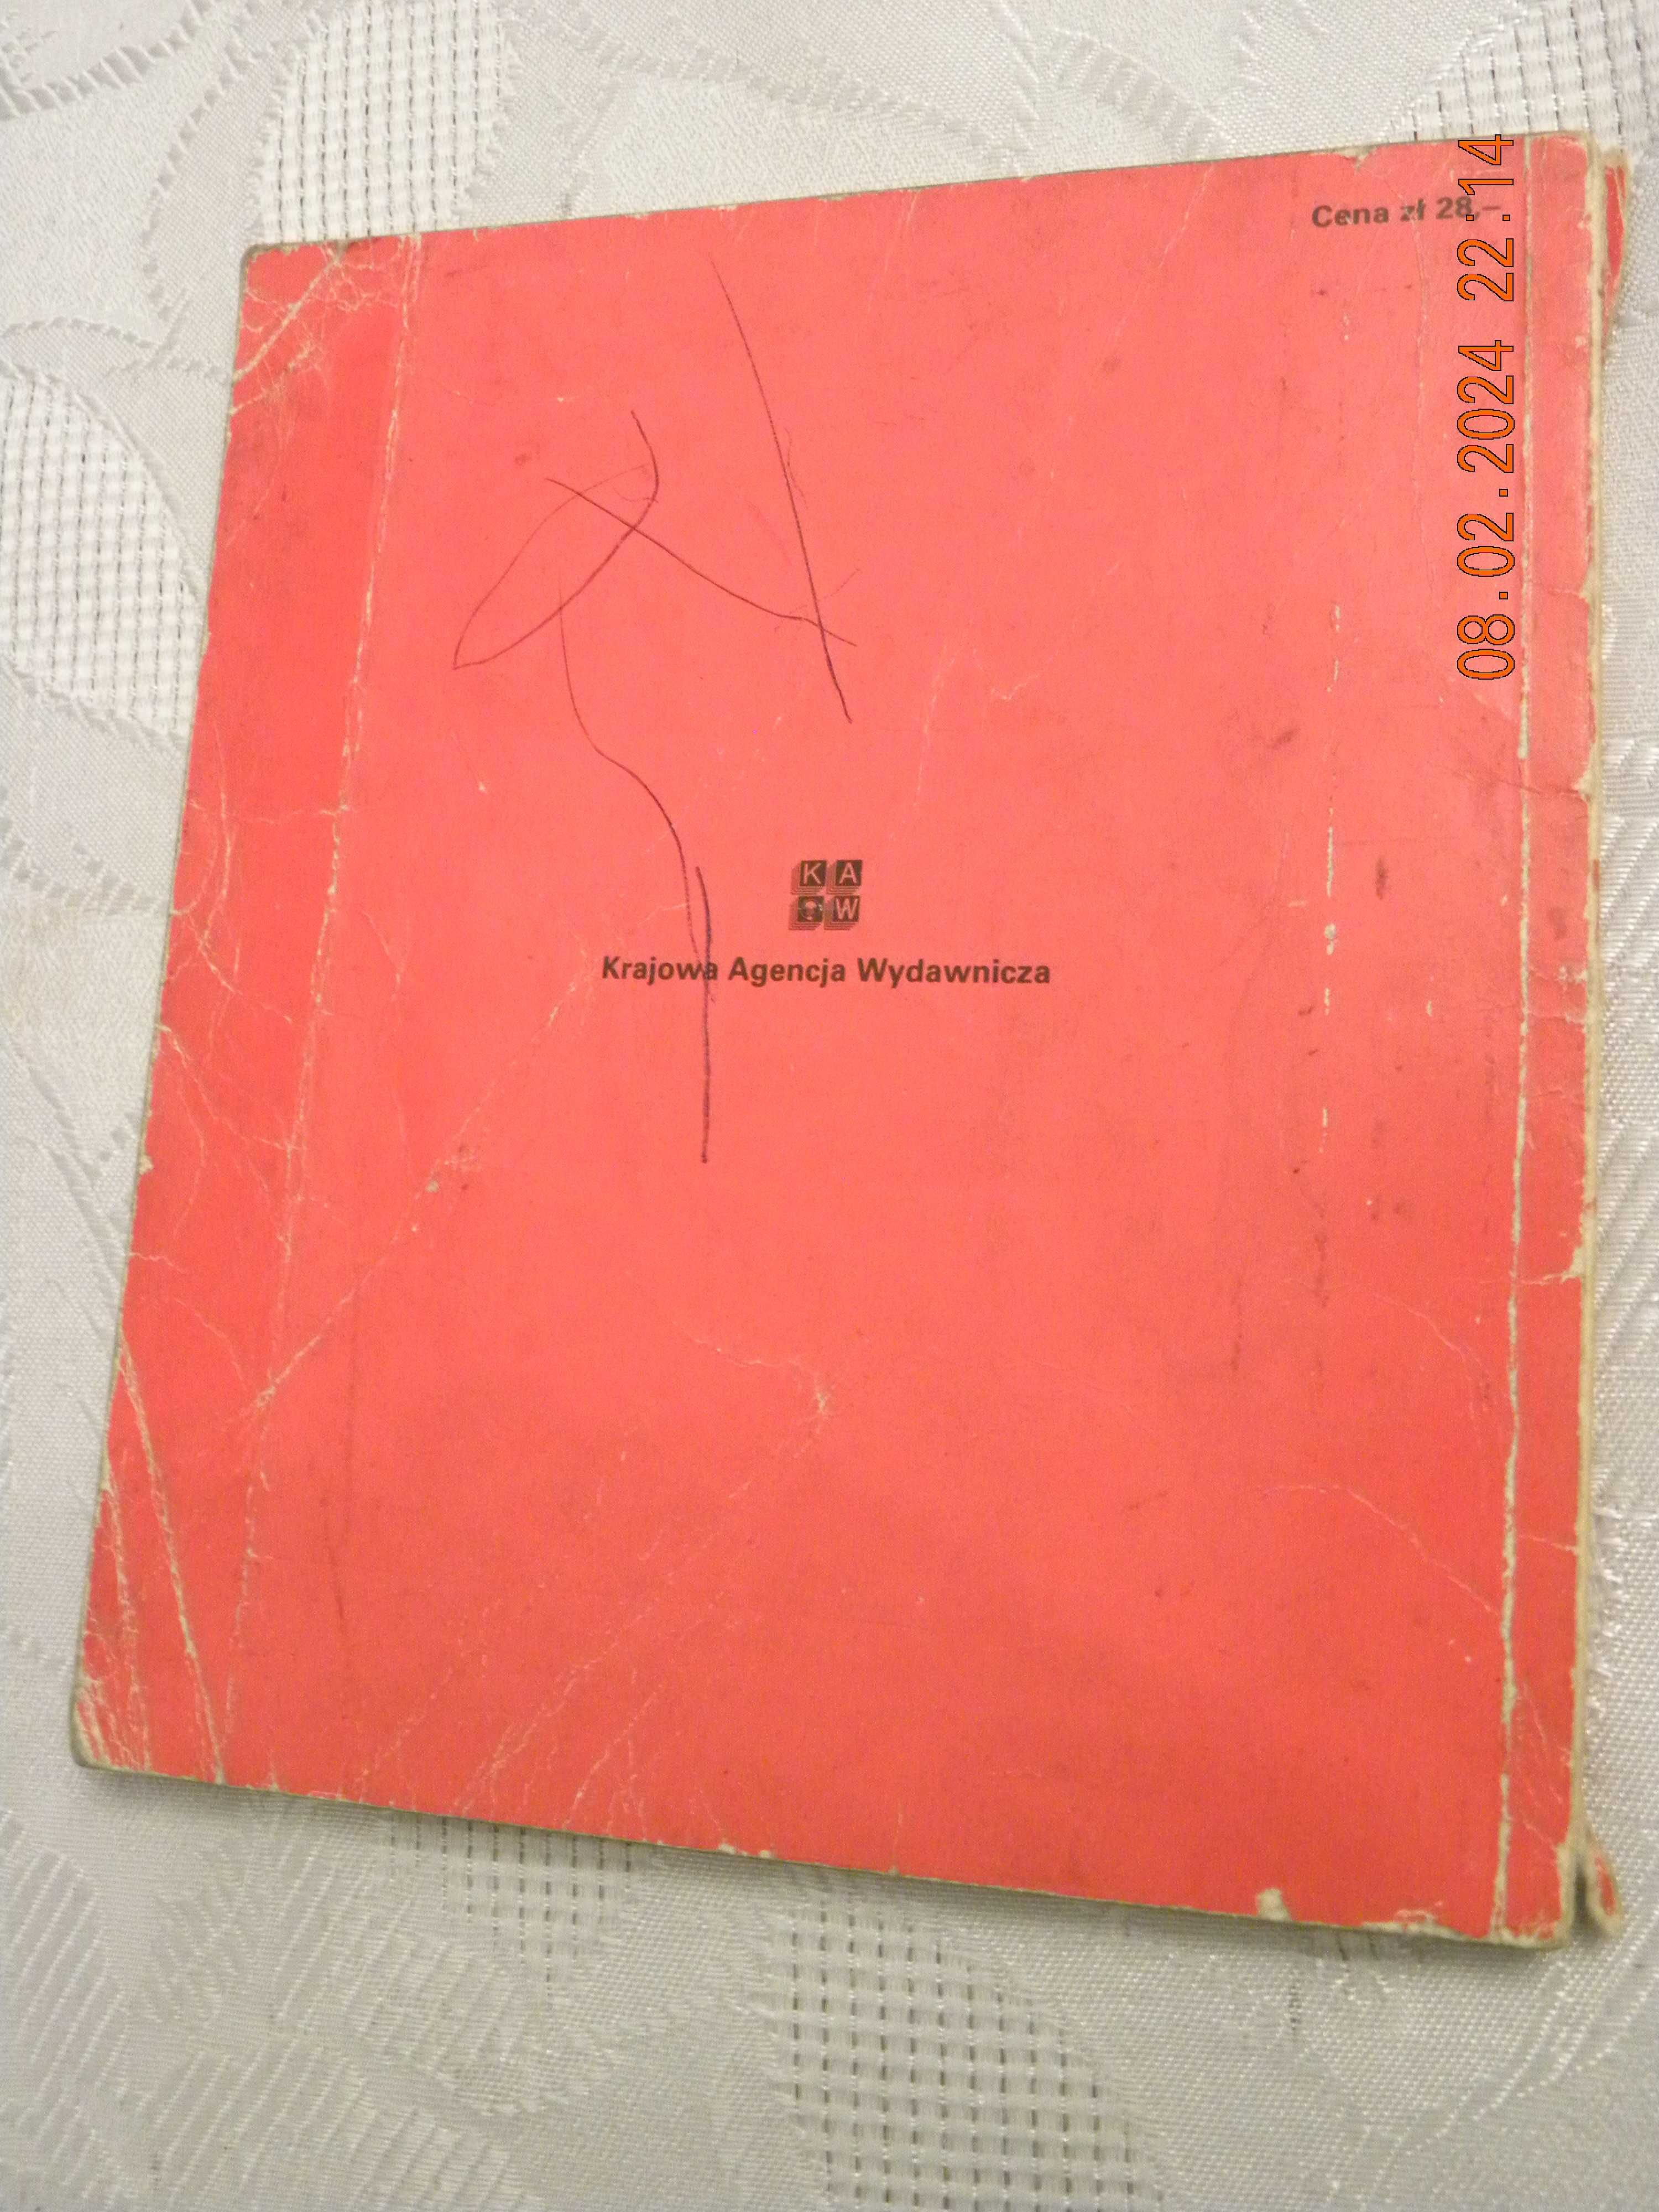 Cena zł 28,—
K A
W
Krajowa Agencja Wydawnicza
08.02.2024 22:14